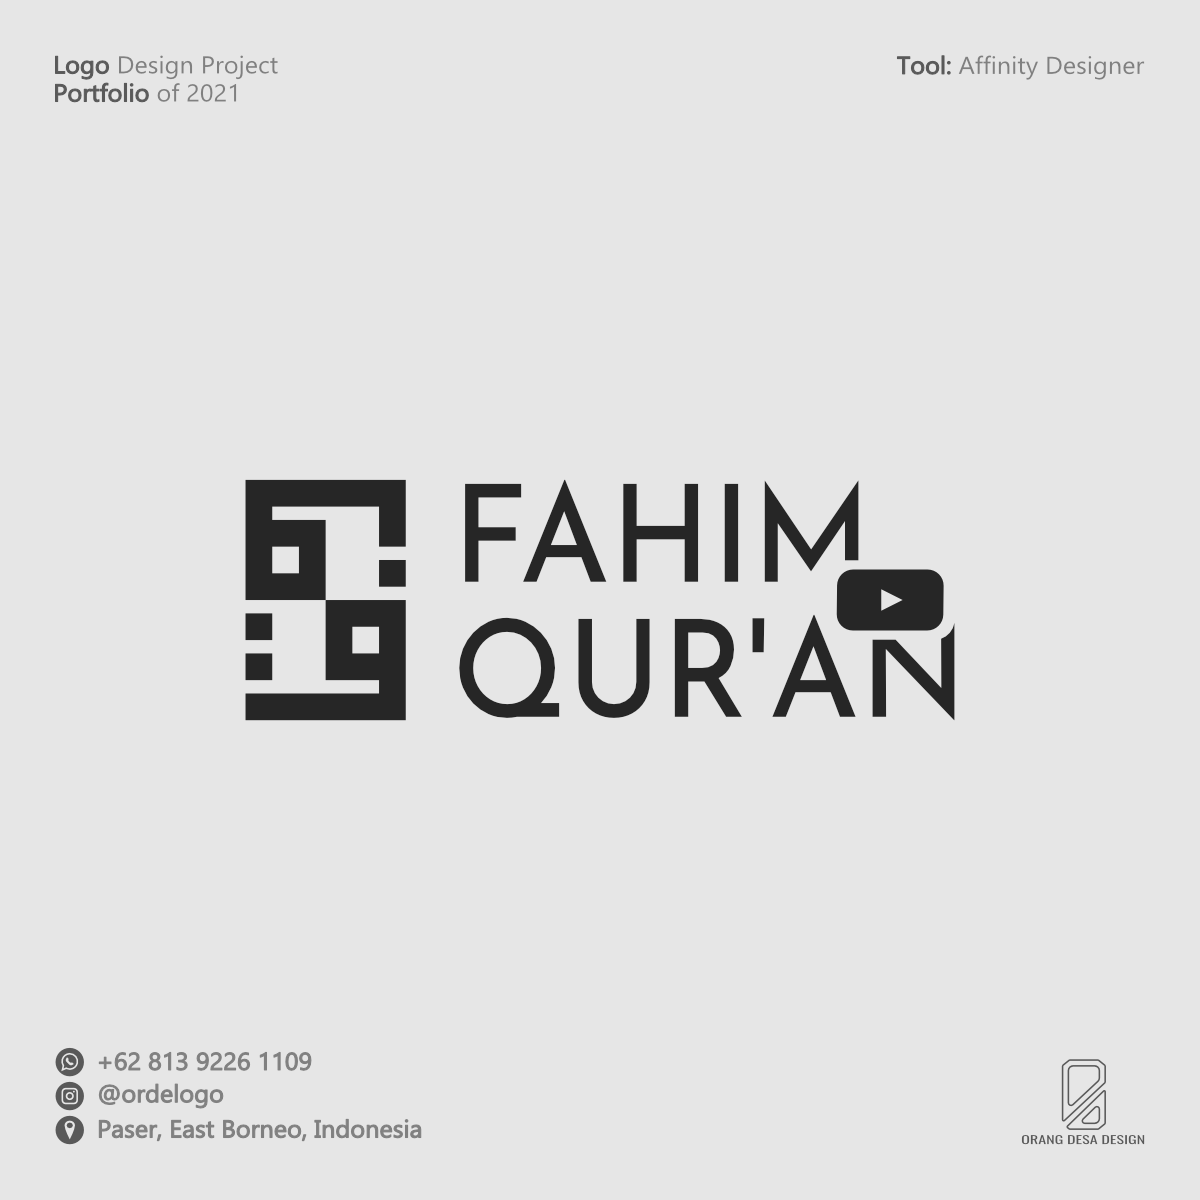 Logo Design Project
Portfolio of 2021
Tool: Affinity Designer
FAHIM
QUR'AN
+62 813 9226 1109
@ordelogo
Paser, East Borneo, Indonesia
ORANG DESA DESIGN